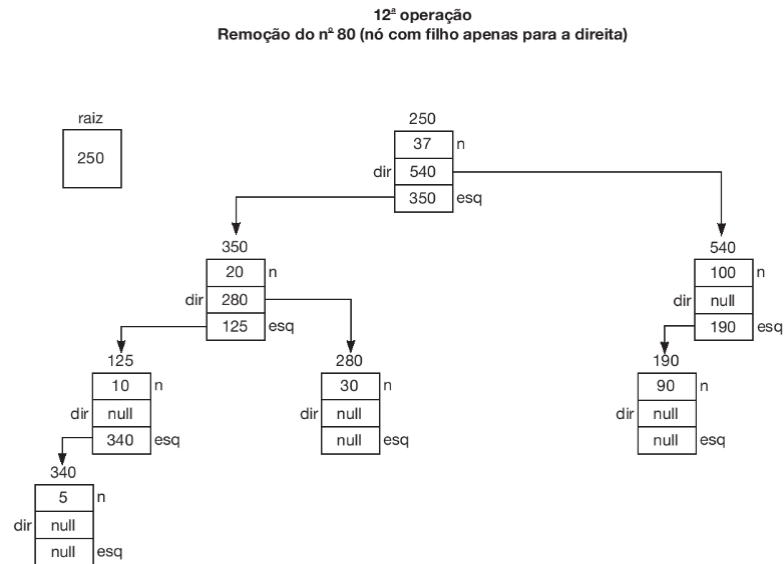 12ª operação
Remoção do nº 80 (nó com filho apenas para a direita)
raiz
250
250
37 n
dir 540
350 esq
350
20 n
dir 280
125 esq
540
100 n
dir null
190 esq
125
10 n
dir null
340 esq
280
30 n
dir null
null esq
190
90 n
dir null
null esq
340
5 n
dir null
null esq